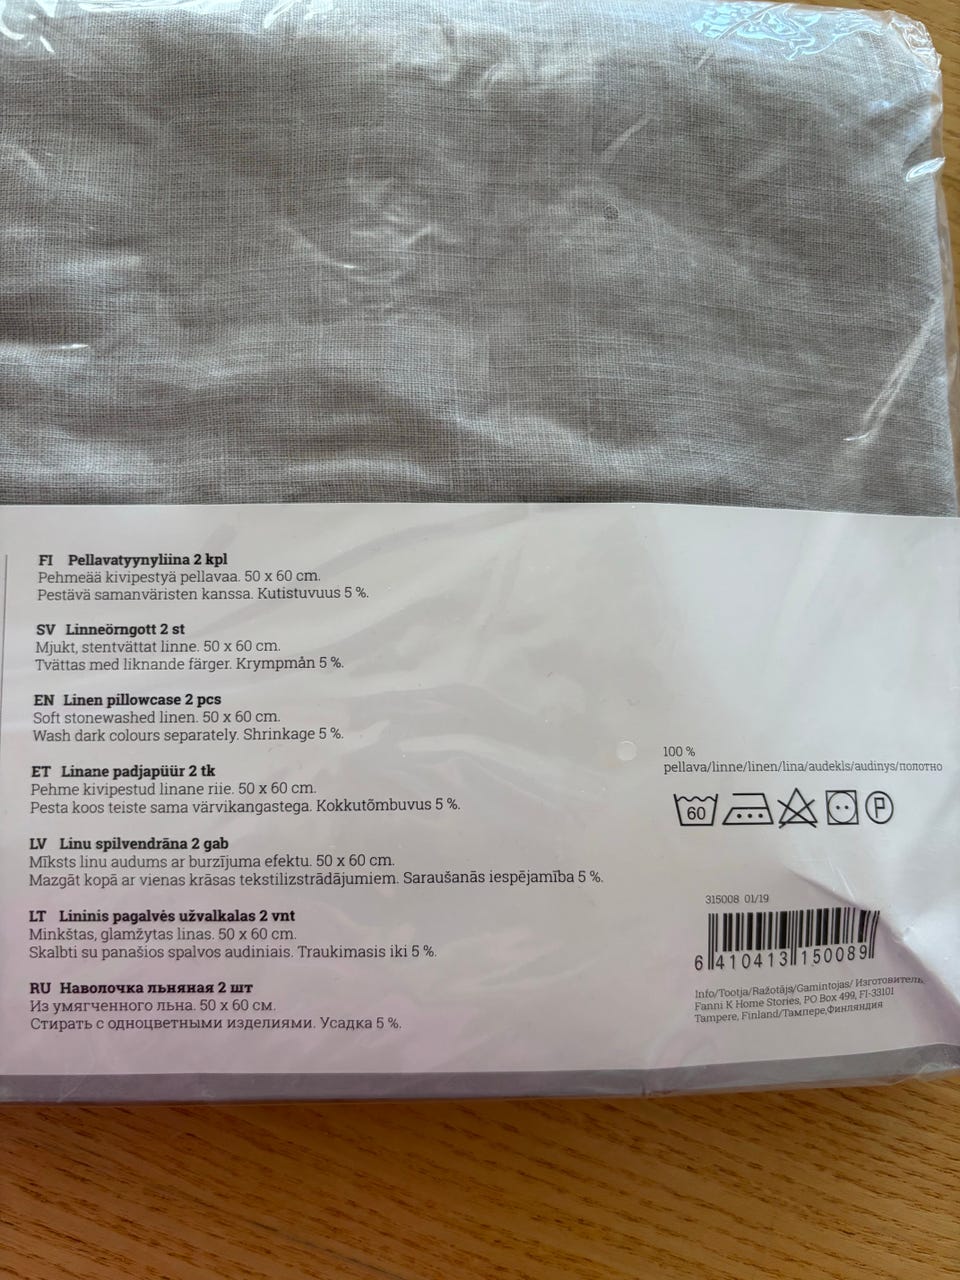 FI Pellavatyynyliina 2 kpl
Pehmeää kivipestyä pellavaa. 50 x 60 cm.
Pestävä samanväristen kanssa. Kutistuvuus 5 %.
SV Linneörngott 2 st
Mjukt, stentvättat linne. 50 x 60 cm.
Tvättas med liknande färger. Krympmån 5 %.
EN Linen pillowcase 2 pcs
Soft stonewashed linen. 50 x 60 cm.
Wash dark colours separately. Shrinkage 5 %.
ET Linane padjapüür 2 tk
Pehme kivipestud linane riie. 50 x 60 cm.
Pesta koos teiste sama värvikangastega. Kokkutõmbuvus 5 %.
LV Linu spilvendrāna 2 gab
Mīksts linu audums ar burzījuma efektu. 50 x 60 cm.
Mazgāt kopā ar vienas krāsas tekstilizstrādājumiem. Saraušanās iespējamība 5 %.
LT Lininis pagalvės užvalkalas 2 vnt
Minkštas, glamžytas linas. 50 x 60 cm.
Skalbti su panašios spalvos audiniais. Traukimasis iki 5 %.
RU Наволочка льняная 2 шт
Из умягченного льна. 50 x 60 см.
Стирать с одноцветными изделиями. Усадка 5 %.
100 %
pellava/linne/linen/lina/audekls/audinys/полотно
60 P
315008 01/19
6 410413 150089
Info/Tootja/Ražotājs/Gamintojas/ Изготовитель,
Fanni K Home Stories, PO Box 499, FI-33101
Tampere, Finland/Тампере,Финляндия